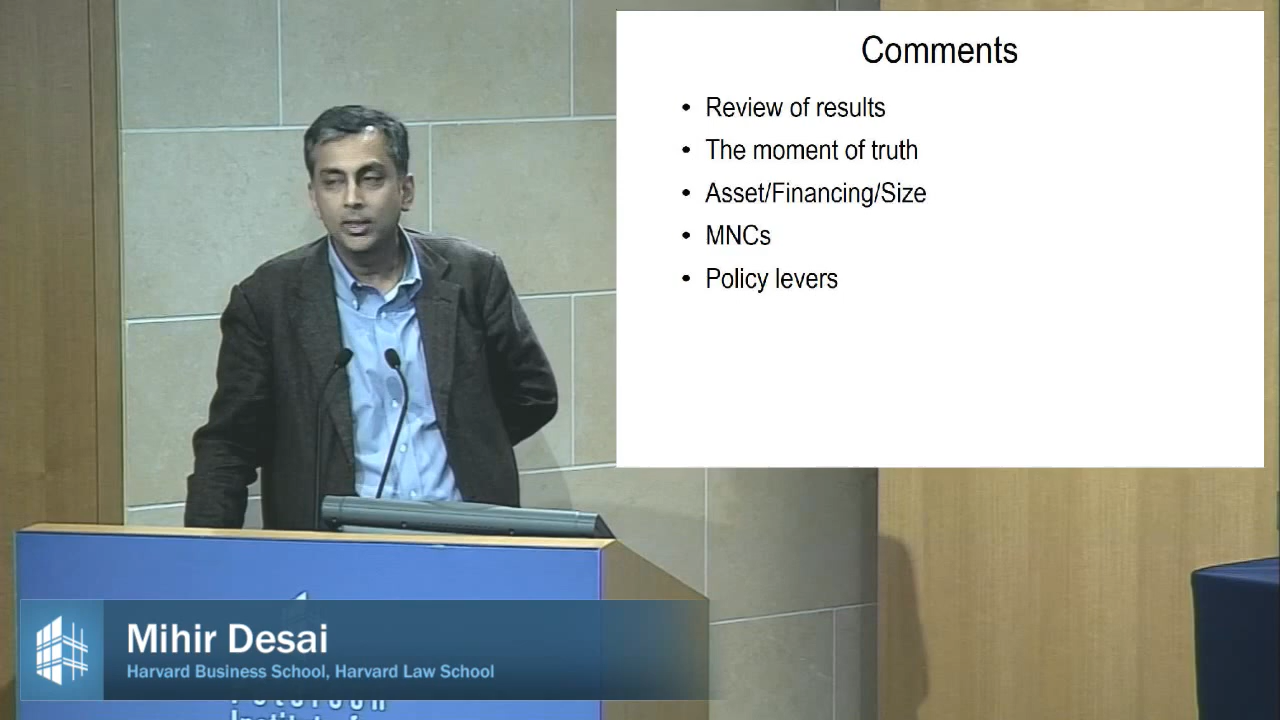 Comments
• Review of results
• The moment of truth
• Asset/Financing/Size
• MNCs
• Policy levers
Mihir Desai
Harvard Business School, Harvard Law School